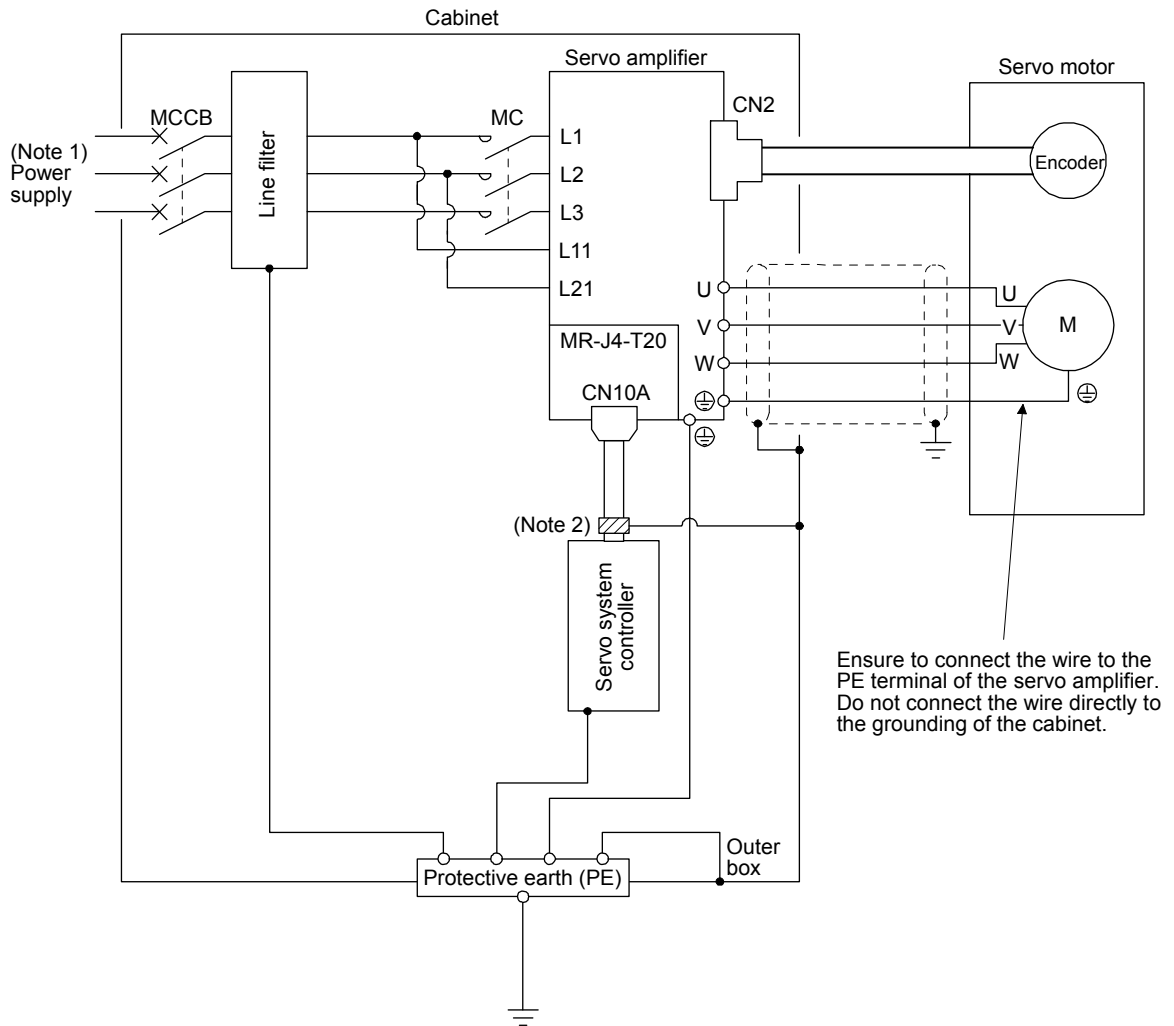 Cabinet
Servo amplifier
Servo motor
MCCB
MC
CN2
(Note 1)
Power
supply
Line filter
L1
L2
L3
L11
L21
Encoder
U
V
W
U
V
W
M
MR-J4-T20
CN10A
(Note 2)
Servo system
controller
Ensure to connect the wire to the
PE terminal of the servo amplifier.
Do not connect the wire directly to
the grounding of the cabinet.
Outer
box
Protective earth (PE)